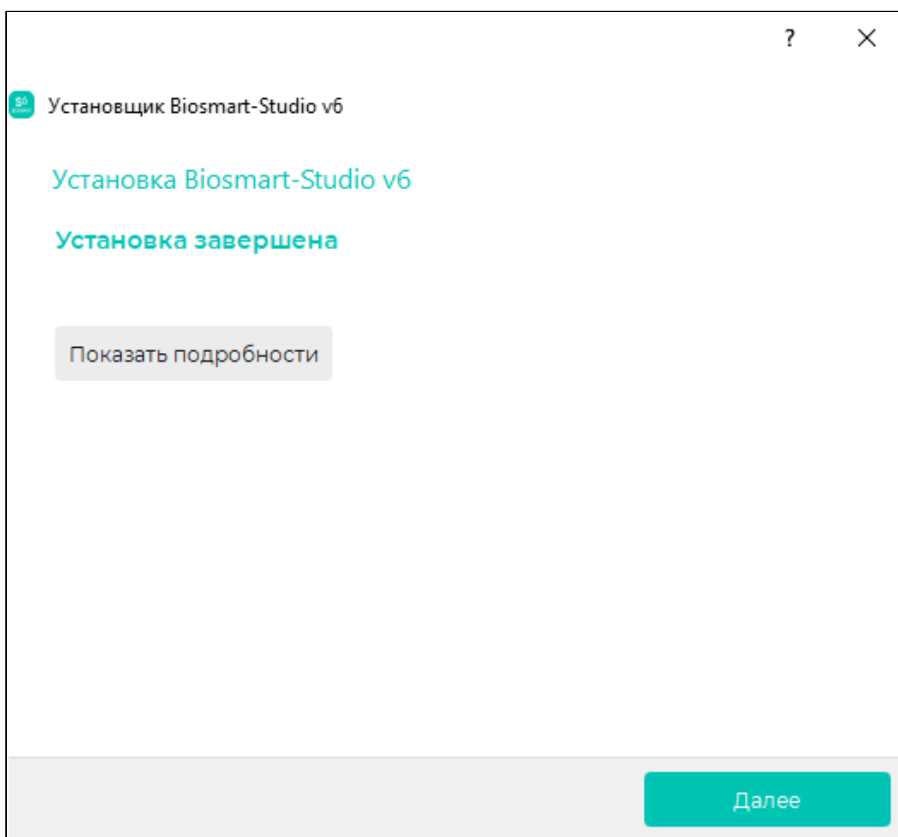 ?
Установщик Biosmart-Studio v6
Установка Biosmart-Studio v6
Установка завершена
Показать подробности
Далее